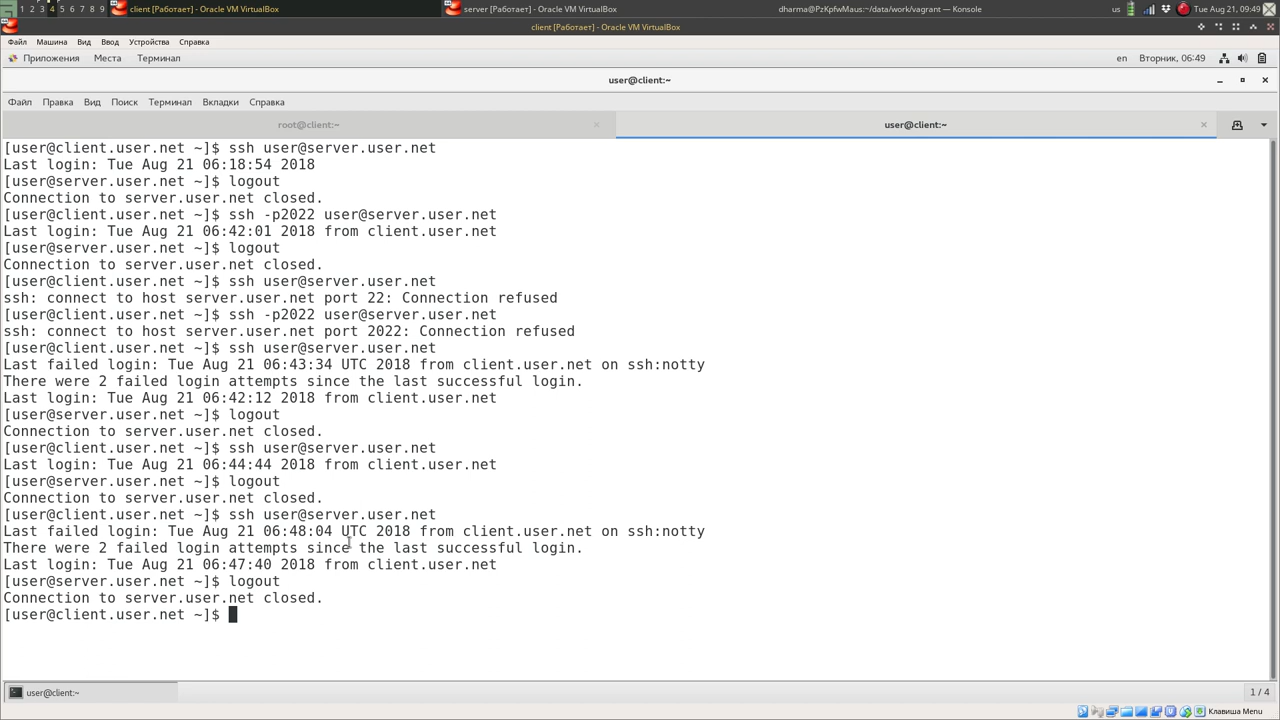 1 2 3 4 5 6 7 8 9 client [Работает] - Oracle VM VirtualBox server [Работает] - Oracle VM VirtualBox dharma@PzKpfwMaus:~/data/work/vagrant — Konsole us Tue Aug 21, 09:49
client [Работает] - Oracle VM VirtualBox
Файл Машина Вид Ввод Устройства Справка
Приложения Места Терминал en Вторник, 06:49
user@client:~
Файл Правка Вид Поиск Терминал Вкладки Справка
root@client:~ user@client:~
[user@client.user.net ~]$ ssh user@server.user.net
Last login: Tue Aug 21 06:18:54 2018
[user@server.user.net ~]$ logout
Connection to server.user.net closed.
[user@client.user.net ~]$ ssh -p2022 user@server.user.net
Last login: Tue Aug 21 06:42:01 2018 from client.user.net
[user@server.user.net ~]$ logout
Connection to server.user.net closed.
[user@client.user.net ~]$ ssh user@server.user.net
ssh: connect to host server.user.net port 22: Connection refused
[user@client.user.net ~]$ ssh -p2022 user@server.user.net
ssh: connect to host server.user.net port 2022: Connection refused
[user@client.user.net ~]$ ssh user@server.user.net
Last failed login: Tue Aug 21 06:43:34 UTC 2018 from client.user.net on ssh:notty
There were 2 failed login attempts since the last successful login.
Last login: Tue Aug 21 06:42:12 2018 from client.user.net
[user@server.user.net ~]$ logout
Connection to server.user.net closed.
[user@client.user.net ~]$ ssh user@server.user.net
Last login: Tue Aug 21 06:44:44 2018 from client.user.net
[user@server.user.net ~]$ logout
Connection to server.user.net closed.
[user@client.user.net ~]$ ssh user@server.user.net
Last failed login: Tue Aug 21 06:48:04 UTC 2018 from client.user.net on ssh:notty
There were 2 failed login attempts since the last successful login.
Last login: Tue Aug 21 06:47:40 2018 from client.user.net
[user@server.user.net ~]$ logout
Connection to server.user.net closed.
[user@client.user.net ~]$
user@client:~ 1 / 4
Клавиша Menu